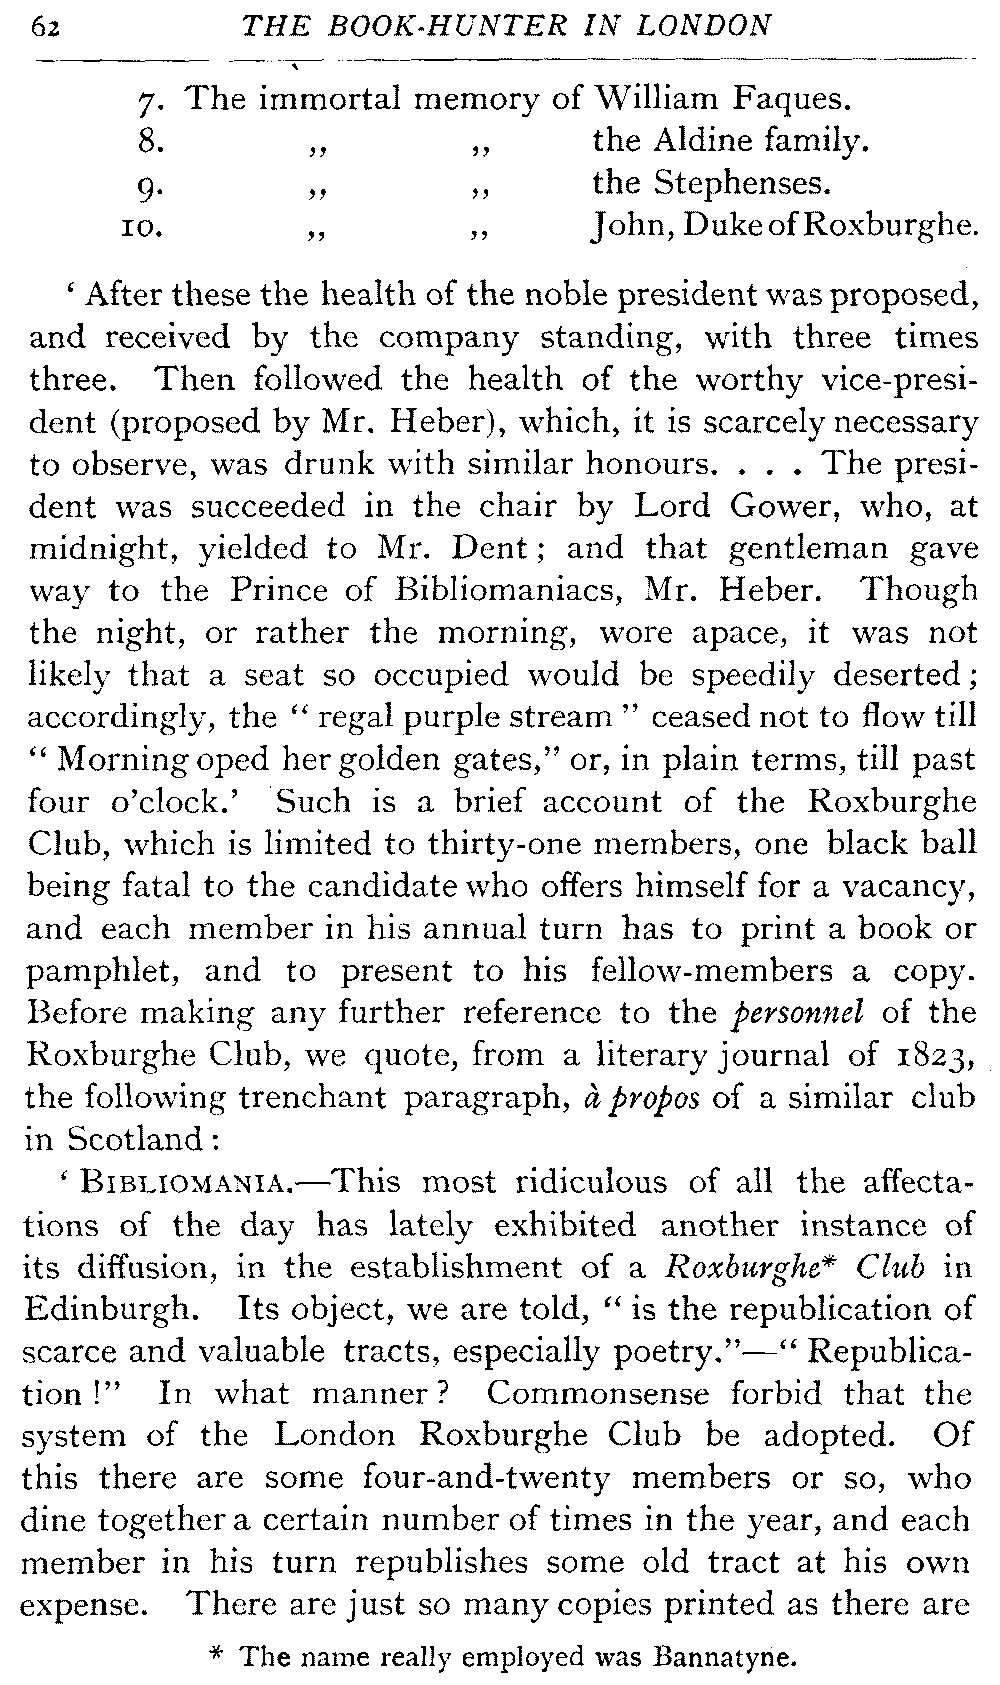 62 THE BOOK-HUNTER IN LONDON
7. The immortal memory of William Faques.
8. ,, ,, the Aldine family.
9. ,, ,, the Stephenses.
10. ,, ,, John, Duke of Roxburghe.
‘ After these the health of the noble president was proposed,
and received by the company standing, with three times
three. Then followed the health of the worthy vice-presi-
dent (proposed by Mr. Heber), which, it is scarcely necessary
to observe, was drunk with similar honours. . . . The presi-
dent was succeeded in the chair by Lord Gower, who, at
midnight, yielded to Mr. Dent ; and that gentleman gave
way to the Prince of Bibliomaniacs, Mr. Heber. Though
the night, or rather the morning, wore apace, it was not
likely that a seat so occupied would be speedily deserted ;
accordingly, the “ regal purple stream ” ceased not to flow till
“ Morning oped her golden gates,” or, in plain terms, till past
four o’clock.’ Such is a brief account of the Roxburghe
Club, which is limited to thirty-one members, one black ball
being fatal to the candidate who offers himself for a vacancy,
and each member in his annual turn has to print a book or
pamphlet, and to present to his fellow-members a copy.
Before making any further reference to the personnel of the
Roxburghe Club, we quote, from a literary journal of 1823,
the following trenchant paragraph, à propos of a similar club
in Scotland :
‘ BIBLIOMANIA.—This most ridiculous of all the affecta-
tions of the day has lately exhibited another instance of
its diffusion, in the establishment of a Roxburghe* Club in
Edinburgh. Its object, we are told, “ is the republication of
scarce and valuable tracts, especially poetry.”—“ Republica-
tion !” In what manner ? Commonsense forbid that the
system of the London Roxburghe Club be adopted. Of
this there are some four-and-twenty members or so, who
dine together a certain number of times in the year, and each
member in his turn republishes some old tract at his own
expense. There are just so many copies printed as there are
* The name really employed was Bannatyne.